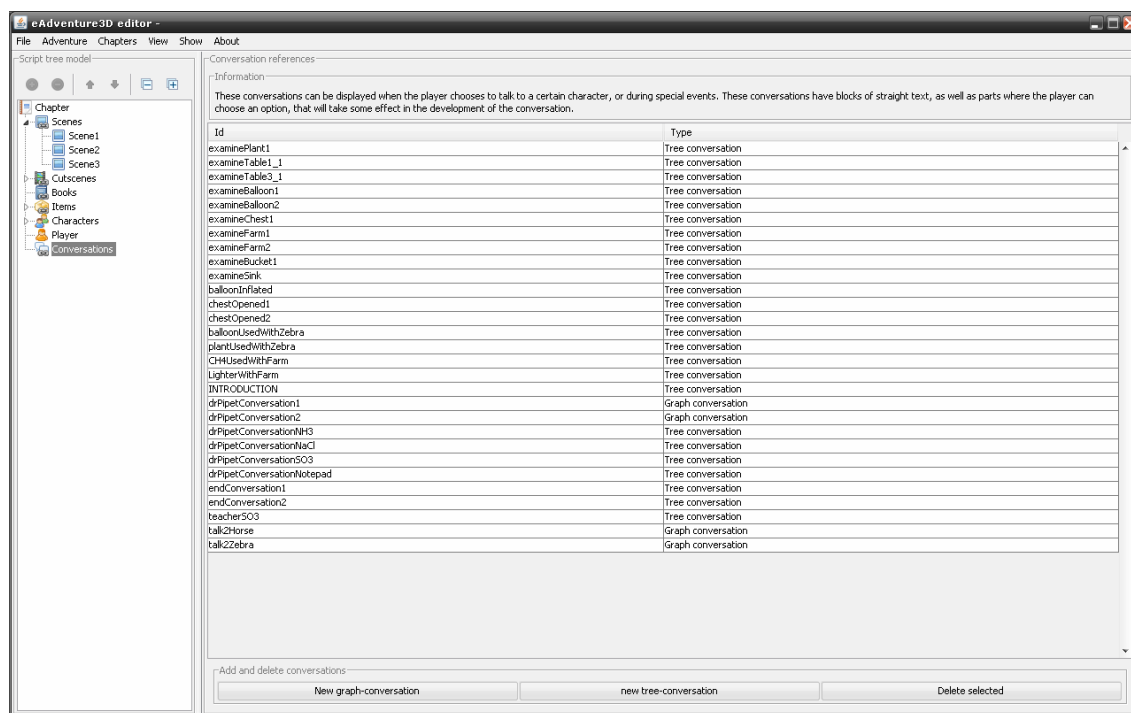 eAdventure3D editor -
File Adventure Chapters View Show About
Script tree model
Chapter
Scenes
Scene1
Scene2
Scene3
Cutscenes
Books
Items
Characters
Player
Conversations
Conversation references
Information
These conversations can be displayed when the player chooses to talk to a certain character, or during special events. These conversations have blocks of straight text, as well as parts where the player can
choose an option, that will take some effect in the development of the conversation.
Id Type
examinePlant1 Tree conversation
examineTable1_1 Tree conversation
examineTable3_1 Tree conversation
examineBalloon1 Tree conversation
examineBalloon2 Tree conversation
examineChest1 Tree conversation
examineFarm1 Tree conversation
examineFarm2 Tree conversation
examineBucket1 Tree conversation
examineSink Tree conversation
balloonInflated Tree conversation
chestOpened1 Tree conversation
chestOpened2 Tree conversation
balloonUsedWithZebra Tree conversation
plantUsedWithZebra Tree conversation
CH4UsedWithFarm Tree conversation
LighterWithFarm Tree conversation
INTRODUCTION Tree conversation
drPipetConversation1 Graph conversation
drPipetConversation2 Graph conversation
drPipetConversationNH3 Tree conversation
drPipetConversationNaCl Tree conversation
drPipetConversationSO3 Tree conversation
drPipetConversationNotepad Tree conversation
endConversation1 Tree conversation
endConversation2 Tree conversation
teacherSO3 Tree conversation
talk2Horse Graph conversation
talk2Zebra Graph conversation
Add and delete conversations
New graph-conversation new tree-conversation Delete selected